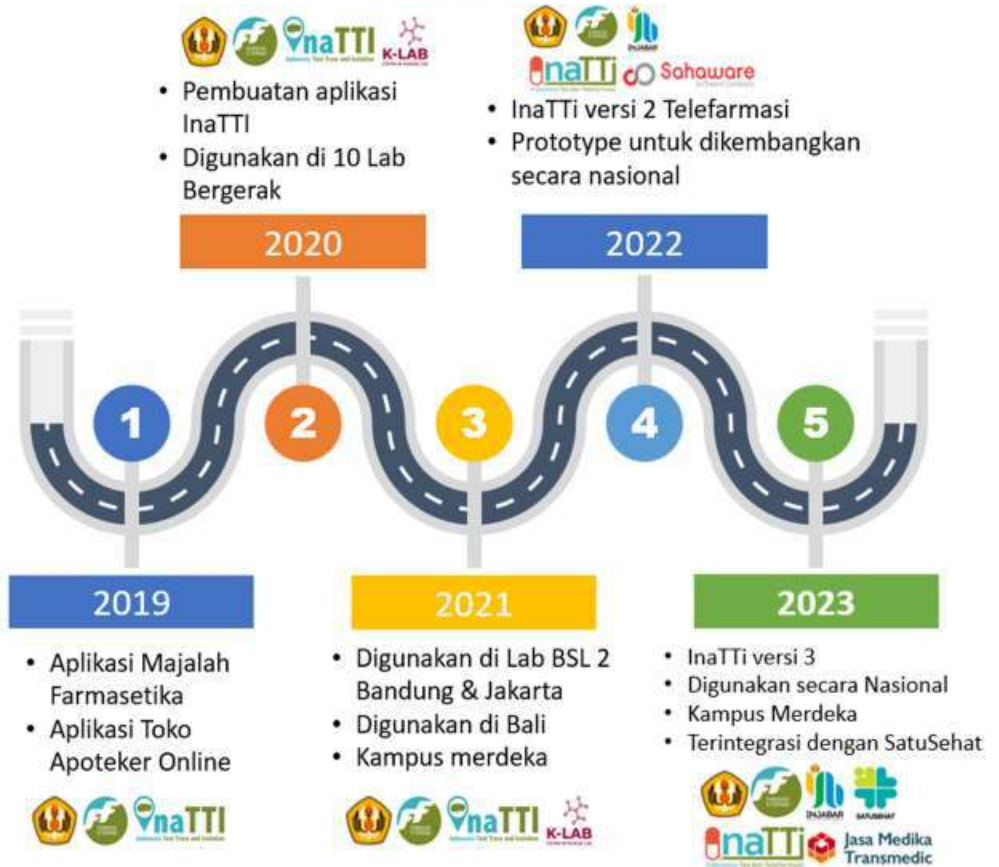 InaTTI
K-LAB
• Pembuatan aplikasi
InaTTI
• Digunakan di 10 Lab
Bergerak
2020
INJABAR
InaTTi
Sahaware
• InaTTi versi 2 Telefarmasi
• Prototype untuk dikembangkan
secara nasional
2022
1
2
3
4
5
2019
• Aplikasi Majalah
Farmasetika
• Aplikasi Toko
Apoteker Online
InaTTI
2021
• Digunakan di Lab BSL 2
Bandung & Jakarta
• Digunakan di Bali
• Kampus merdeka
InaTTI
K-LAB
2023
• InaTTi versi 3
• Digunakan secara Nasional
• Kampus Merdeka
• Terintegrasi dengan SatuSehat
INJABAR
SATUSEHAT
InaTTi
Jasa Medika
Transmedic